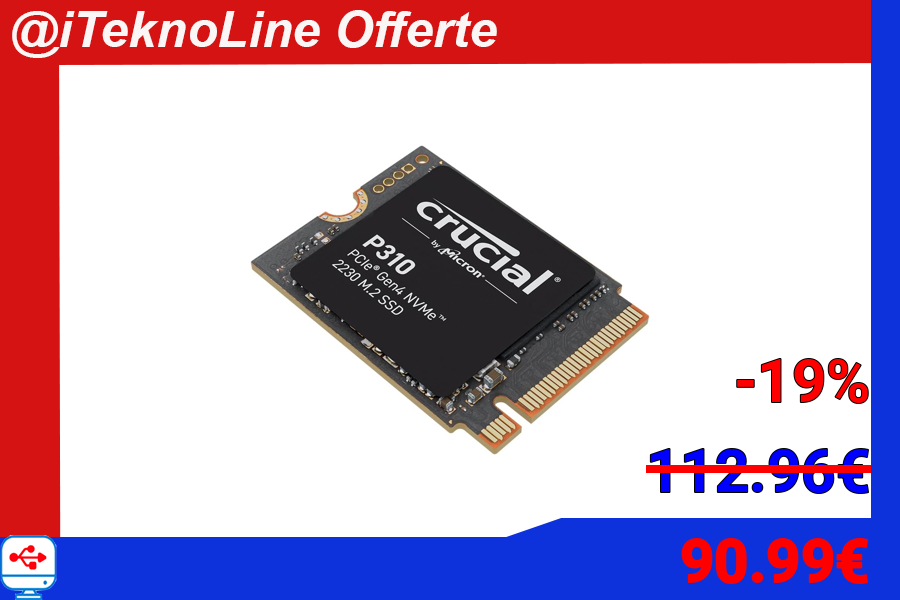 @iTeknoLine Offerte
crucial®
by Micron®
P310
PCIe® Gen4 NVMe™
2230 M.2 SSD
-19%
112.96€
90.99€